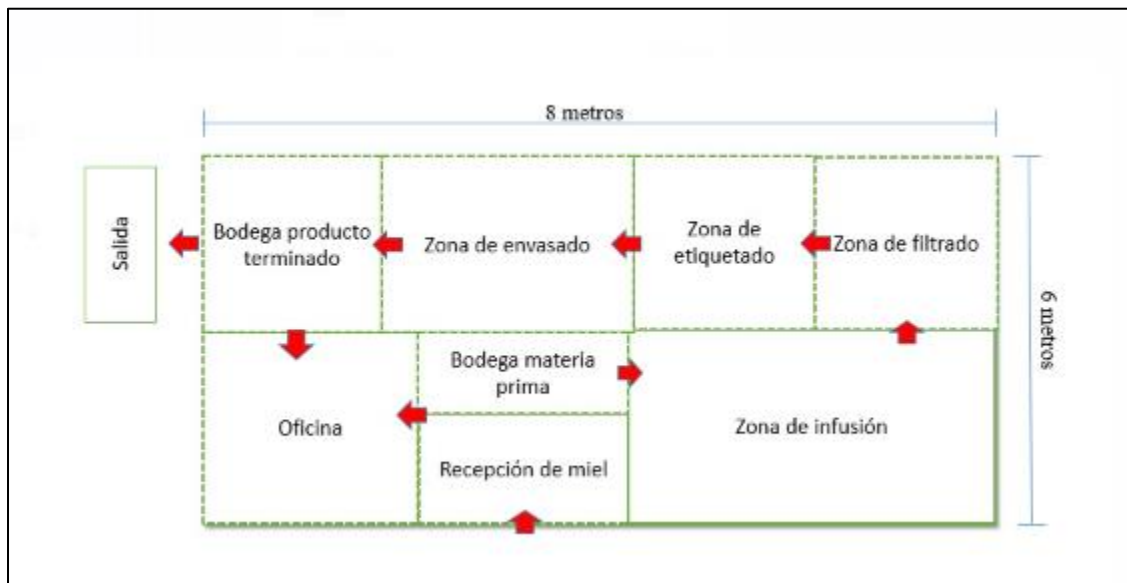 8 metros
Salida
Bodega producto
terminado
Zona de envasado
Zona de
etiquetado
Zona de filtrado
6 metros
Bodega materia
prima
Oficina
Zona de infusión
Recepción de miel